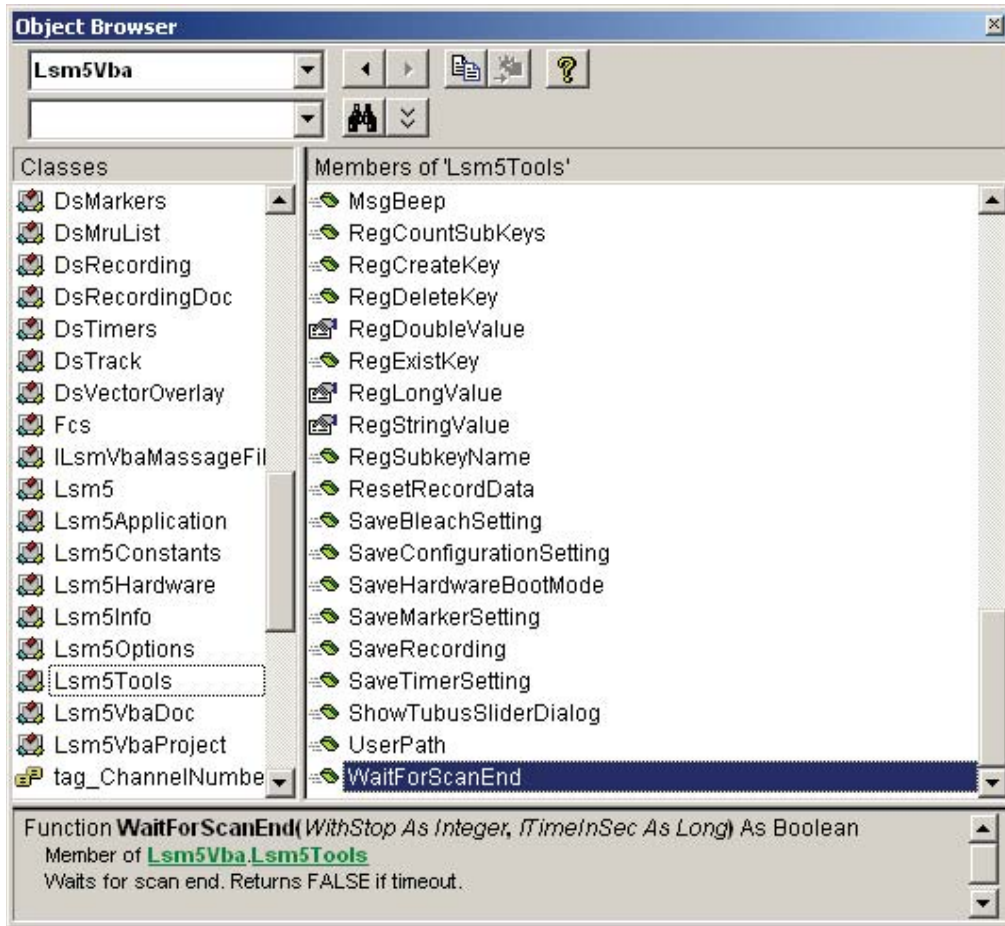 Object Browser
Lsm5Vba
Classes
DsMarkers
DsMruList
DsRecording
DsRecordingDoc
DsTimers
DsTrack
DsVectorOverlay
Fcs
ILsmVbaMassageFil
Lsm5
Lsm5Application
Lsm5Constants
Lsm5Hardware
Lsm5Info
Lsm5Options
Lsm5Tools
Lsm5VbaDoc
Lsm5VbaProject
tag_ChannelNumbe
Members of 'Lsm5Tools'
MsgBeep
RegCountSubKeys
RegCreateKey
RegDeleteKey
RegDoubleValue
RegExistKey
RegLongValue
RegStringValue
RegSubkeyName
ResetRecordData
SaveBleachSetting
SaveConfigurationSetting
SaveHardwareBootMode
SaveMarkerSetting
SaveRecording
SaveTimerSetting
ShowTubusSliderDialog
UserPath
WaitForScanEnd
Function WaitForScanEnd(WithStop As Integer, lTimeInSec As Long) As Boolean
Member of Lsm5Vba.Lsm5Tools
Waits for scan end. Returns FALSE if timeout.